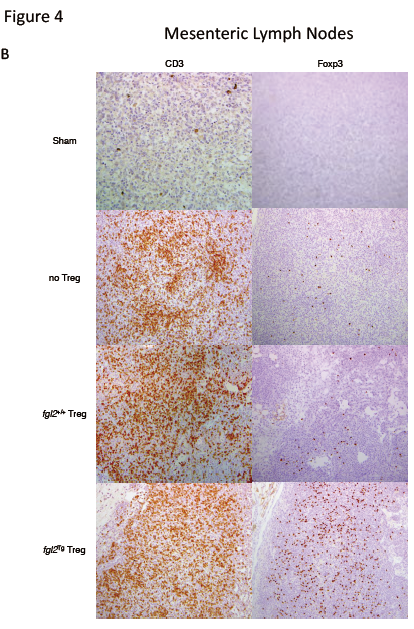 Figure 4
Mesenteric Lymph Nodes
B
CD3 Foxp3
Sham
no Treg
fgl2+/+ Treg
fgl2Tg Treg